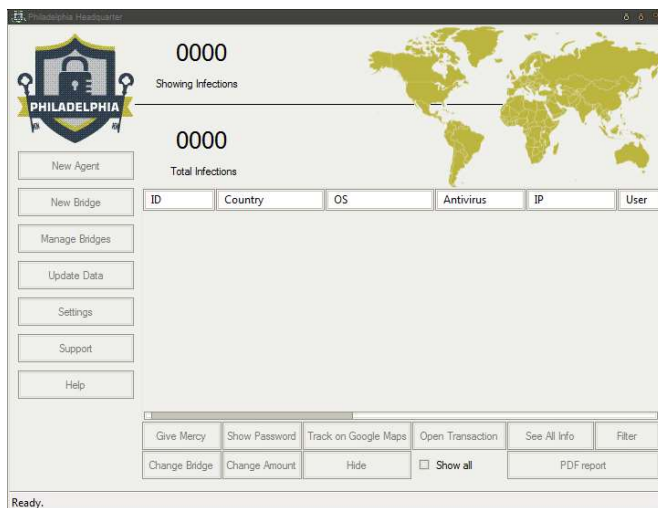 Philadelphia Headquarter
PHILADELPHIA
0000
Showing Infections
0000
Total Infections
New Agent
New Bridge
Manage Bridges
Update Data
Settings
Support
Help
ID Country OS Antivirus IP User
Give Mercy Show Password Track on Google Maps Open Transaction See All Info Filter
Change Bridge Change Amount Hide Show all PDF report
Ready.